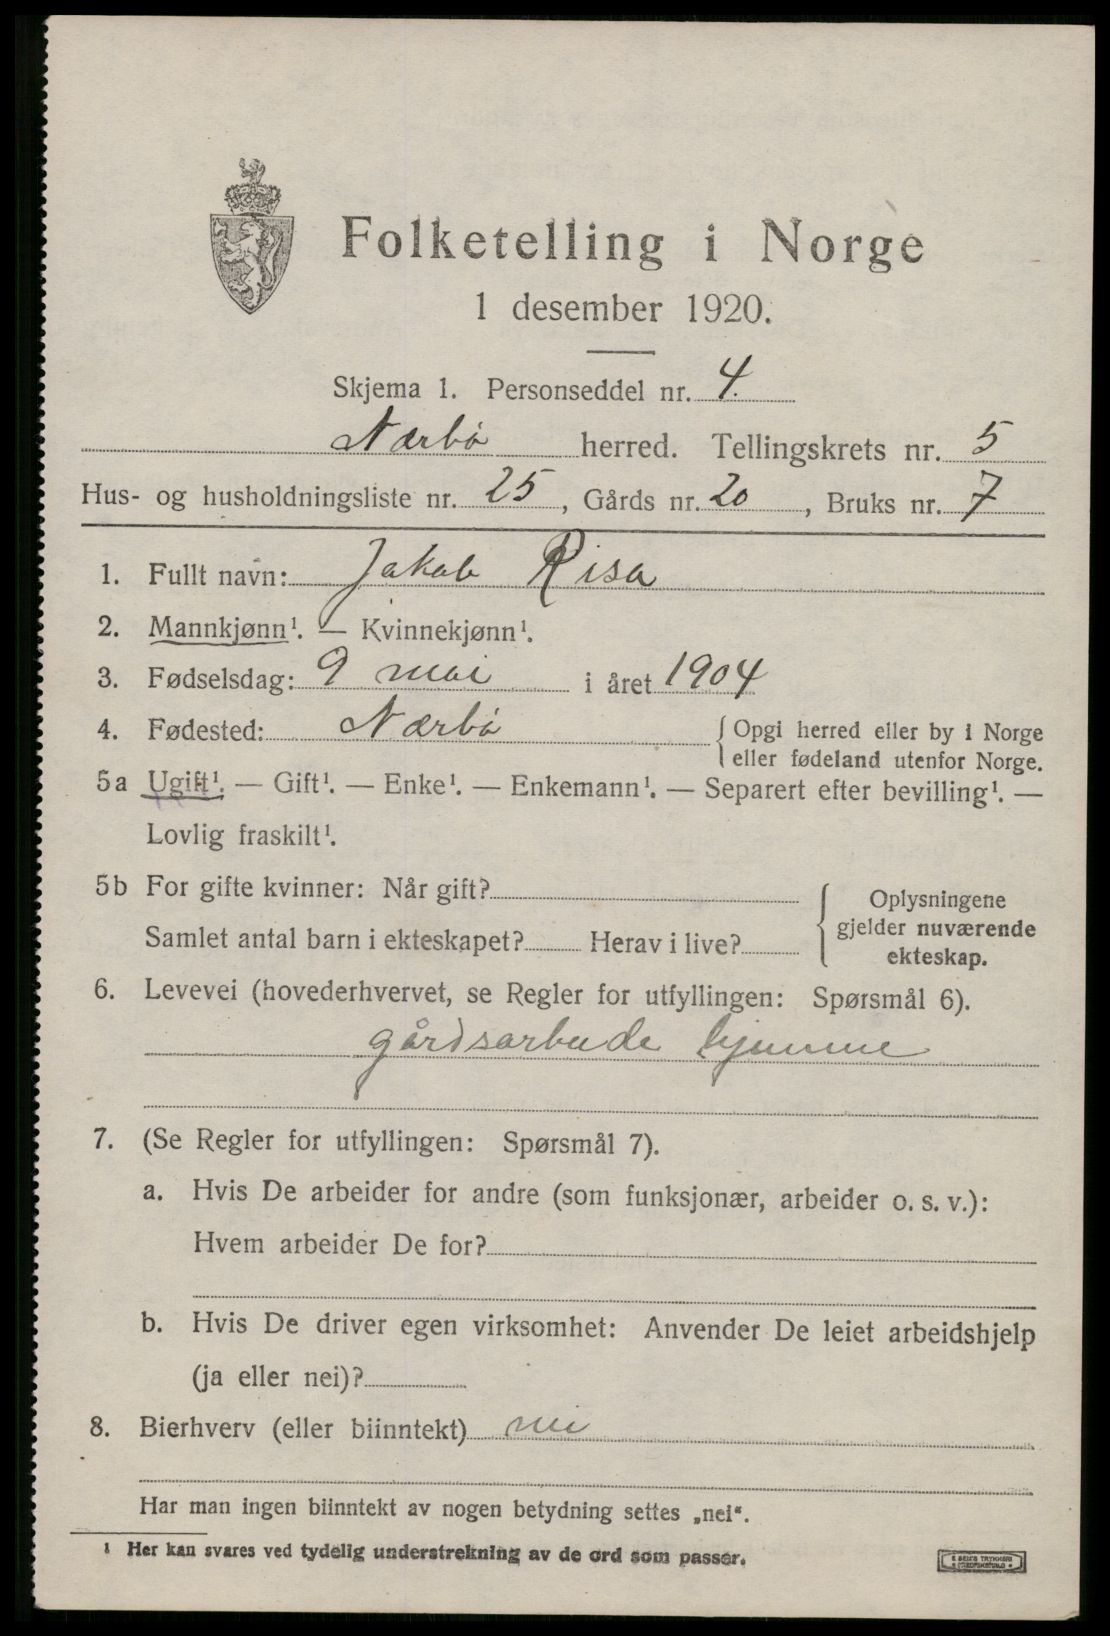 Folketelling i Norge
1 desember 1920.
Skjema 1. Personseddel nr. 4.
Nærbø herred. Tellingskrets nr. 5
Hus- og husholdningsliste nr. 25, Gårds nr. 20, Bruks nr. 7
1. Fullt navn: Jakob Risa
2. Mannkjønn¹. — Kvinnekjønn¹.
3. Fødselsdag: 9 mai i året 1904
4. Fødested: Nærbø { Opgi herred eller by i Norge
eller fødeland utenfor Norge.
5a Ugift¹. — Gift¹. — Enke¹. — Enkemann¹. — Separert efter bevilling¹. —
Lovlig fraskilt¹.
5b For gifte kvinner: Når gift?
Samlet antal barn i ekteskapet? Herav i live?
{ Oplysningene
gjelder nuværende
ekteskap.
6. Levevei (hovederhvervet, se Regler for utfyllingen: Spørsmål 6).
gårdsarbeide hjemme
7. (Se Regler for utfyllingen: Spørsmål 7).
a. Hvis De arbeider for andre (som funksjonær, arbeider o. s. v.):
Hvem arbeider De for?
b. Hvis De driver egen virksomhet: Anvender De leiet arbeidshjelp
(ja eller nei)?
8. Bierhverv (eller biinntekt) nei
Har man ingen biinntekt av nogen betydning settes „nei“.
¹ Her kan svares ved tydelig understrekning av de ord som passer.